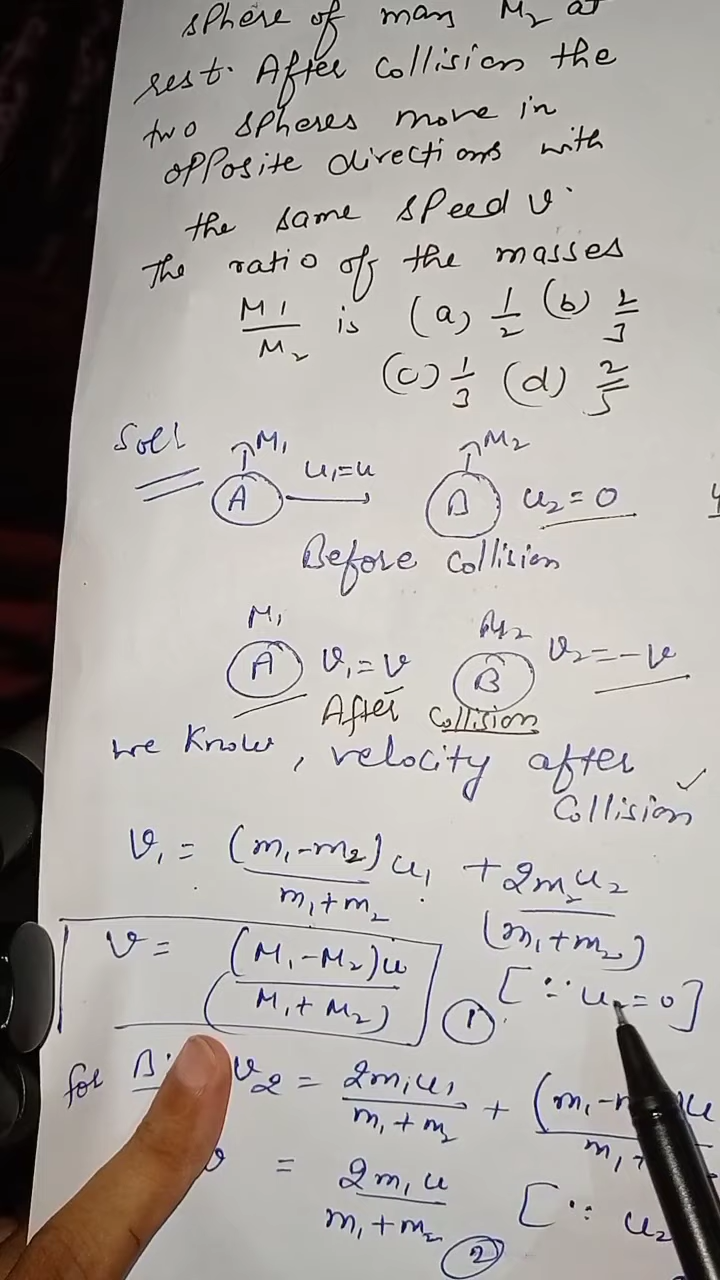 sphere of mass M₂ at
rest. After Collision the
two spheres move in
opposite directions with
the same speed v.
The ratio of the masses
M1/M₂ is (a) 1/2 (b) 2/3
(c) 1/3 (d) 2/5
Soll
M₁ M₂
A u₁=u B u₂=0
Before Collision
M₁ M₂
A v₁=v B v₂=-v
After Collision
we know, velocity after
Collision ✓
v₁ = (m₁-m₂)u₁/m₁+m₂ + 2m₂u₂/(m₁+m₂)
v = (M₁-M₂)u/(M₁+M₂) ① [∵ u₂=0]
for B: v₂ = 2m₁u₁/m₁+m₂ + (m₁-
= 2m₁u/m₁+m₂ ② [∵ u₂